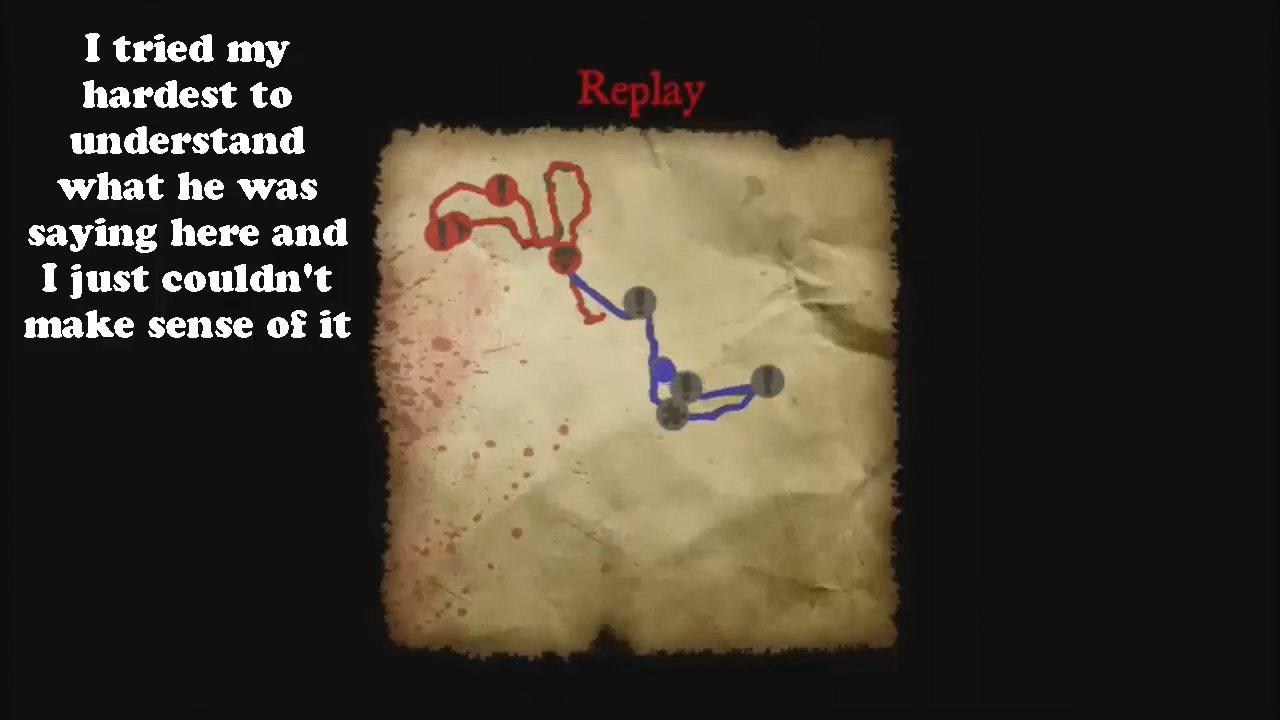 I tried my
hardest to
understand
what he was
saying here and
I just couldn't
make sense of it
Replay